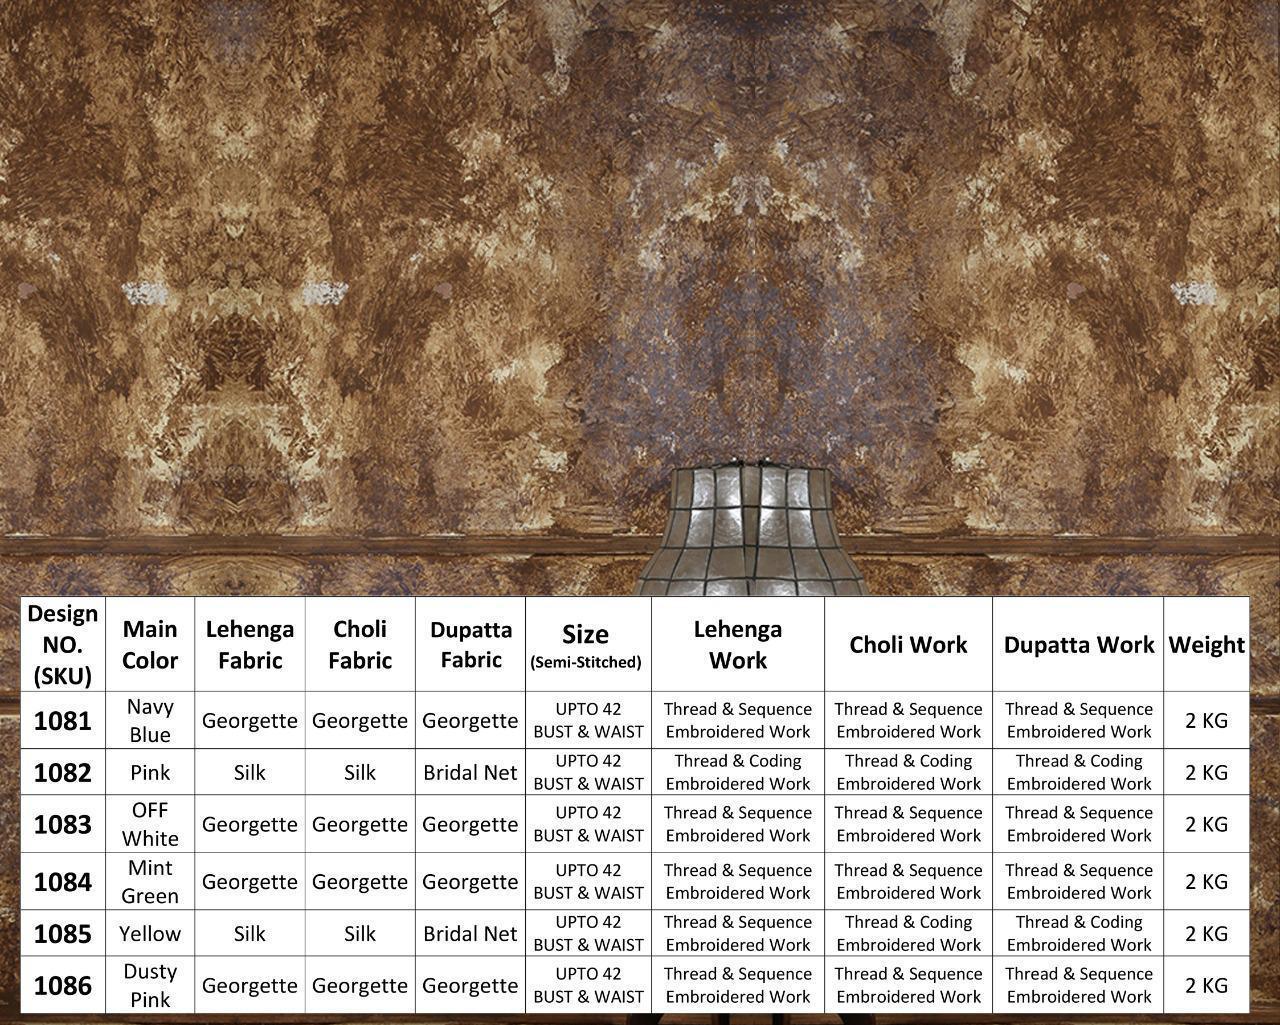 Design NO. (SKU) Main Color Lehenga Fabric Choli Fabric Dupatta Fabric Size (Semi-Stitched) Lehenga Work Choli Work Dupatta Work Weight
1081 Navy Blue Georgette Georgette Georgette UPTO 42 BUST & WAIST Thread & Sequence Embroidered Work Thread & Sequence Embroidered Work Thread & Sequence Embroidered Work 2 KG
1082 Pink Silk Silk Bridal Net UPTO 42 BUST & WAIST Thread & Coding Embroidered Work Thread & Coding Embroidered Work Thread & Coding Embroidered Work 2 KG
1083 OFF White Georgette Georgette Georgette UPTO 42 BUST & WAIST Thread & Sequence Embroidered Work Thread & Sequence Embroidered Work Thread & Sequence Embroidered Work 2 KG
1084 Mint Green Georgette Georgette Georgette UPTO 42 BUST & WAIST Thread & Sequence Embroidered Work Thread & Sequence Embroidered Work Thread & Sequence Embroidered Work 2 KG
1085 Yellow Silk Silk Bridal Net UPTO 42 BUST & WAIST Thread & Sequence Embroidered Work Thread & Coding Embroidered Work Thread & Coding Embroidered Work 2 KG
1086 Dusty Pink Georgette Georgette Georgette UPTO 42 BUST & WAIST Thread & Sequence Embroidered Work Thread & Sequence Embroidered Work Thread & Sequence Embroidered Work 2 KG